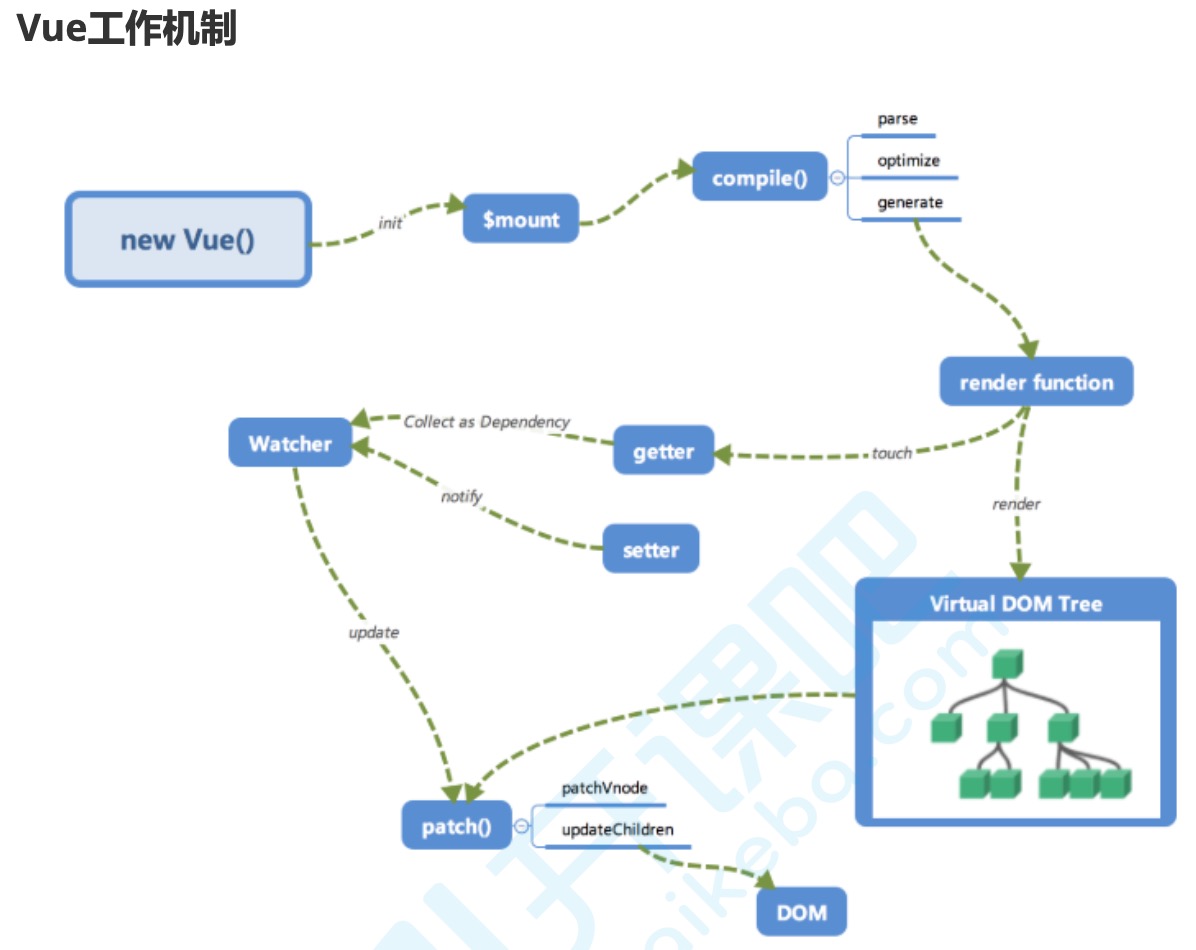 Vue工作机制
parse
optimize
generate
compile()
$mount
init
new Vue()
render function
Collect as Dependency
Watcher
getter
touch
notify
setter
render
Virtual DOM Tree
update
patchVnode
updateChildren
patch()
DOM
开课吧
kaikeba.com